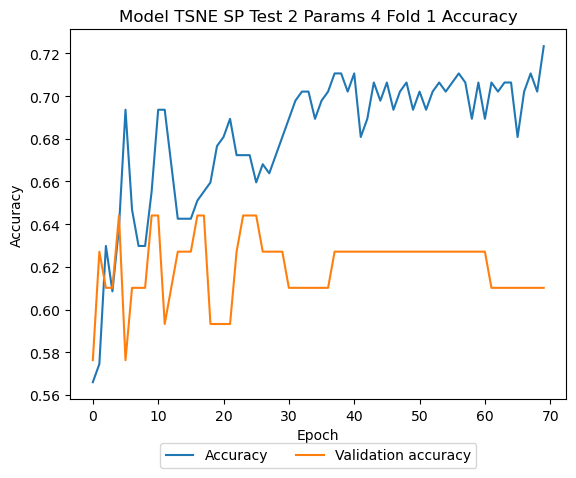 Model TSNE SP Test 2 Params 4 Fold 1 Accuracy
0.72
0.70
0.68
0.66
0.64
0.62
0.60
0.58
0.56
Accuracy
0 10 20 30 40 50 60 70
Epoch
Accuracy Validation accuracy